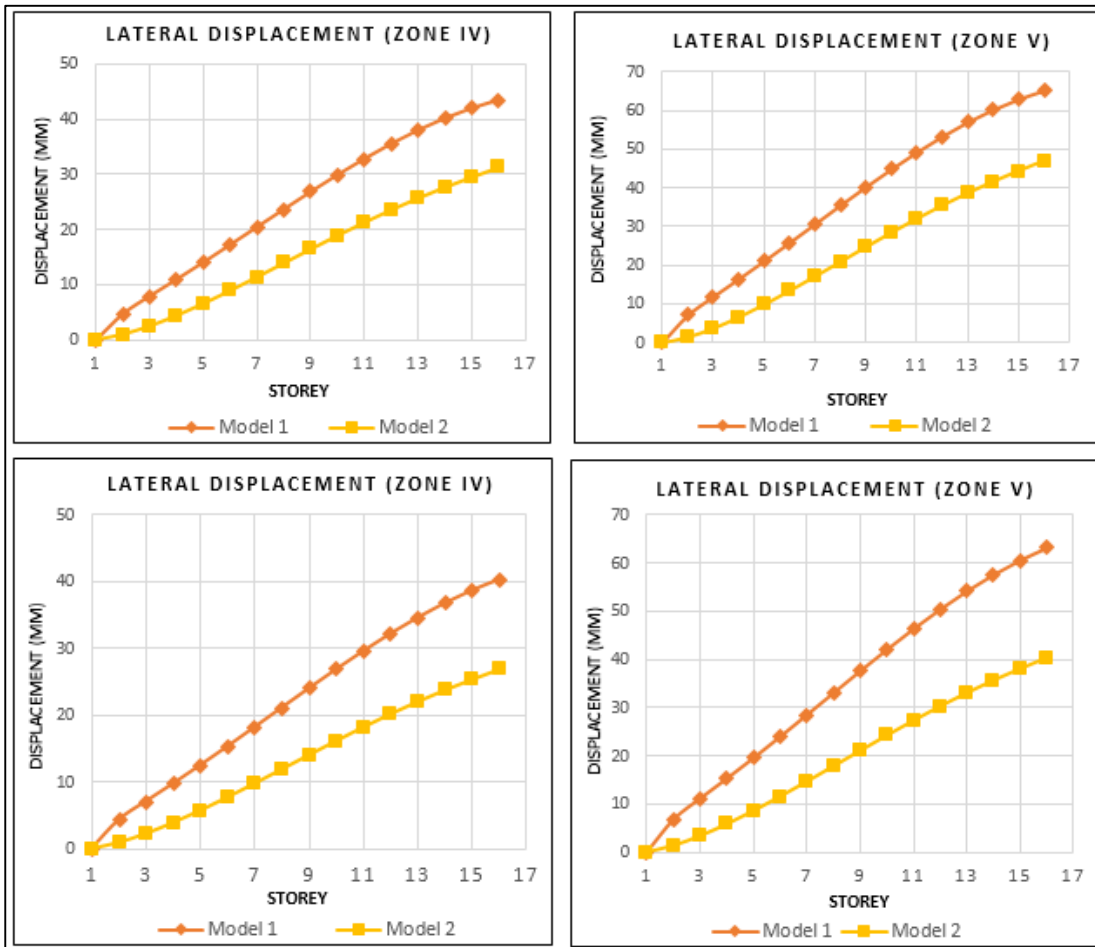 LATERAL DISPLACEMENT (ZONE IV)
DISPLACEMENT (MM)
50
40
30
20
10
0
1 3 5 7 9 11 13 15 17
STOREY
Model 1 Model 2
LATERAL DISPLACEMENT (ZONE V)
DISPLACEMENT (MM)
70
60
50
40
30
20
10
0
1 3 5 7 9 11 13 15 17
STOREY
Model 1 Model 2
LATERAL DISPLACEMENT (ZONE IV)
DISPLACEMENT (MM)
50
40
30
20
10
0
1 3 5 7 9 11 13 15 17
STOREY
Model 1 Model 2
LATERAL DISPLACEMENT (ZONE V)
DISPLACEMENT (MM)
70
60
50
40
30
20
10
0
1 3 5 7 9 11 13 15 17
STOREY
Model 1 Model 2